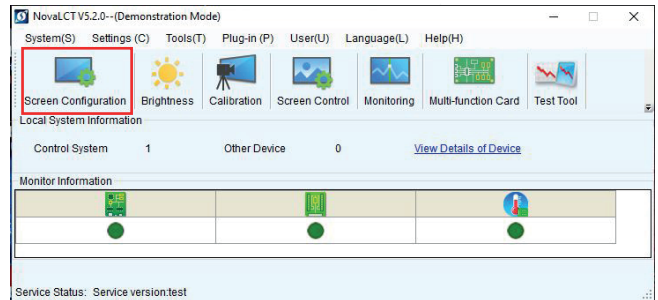 NovaLCT V5.2.0--(Demonstration Mode)
System(S) Settings (C) Tools(T) Plug-in (P) User(U) Language(L) Help(H)
Screen Configuration Brightness Calibration Screen Control Monitoring Multi-function Card Test Tool
Local System Information
Control System 1 Other Device 0 View Details of Device
Monitor Information
Service Status: Service version:test